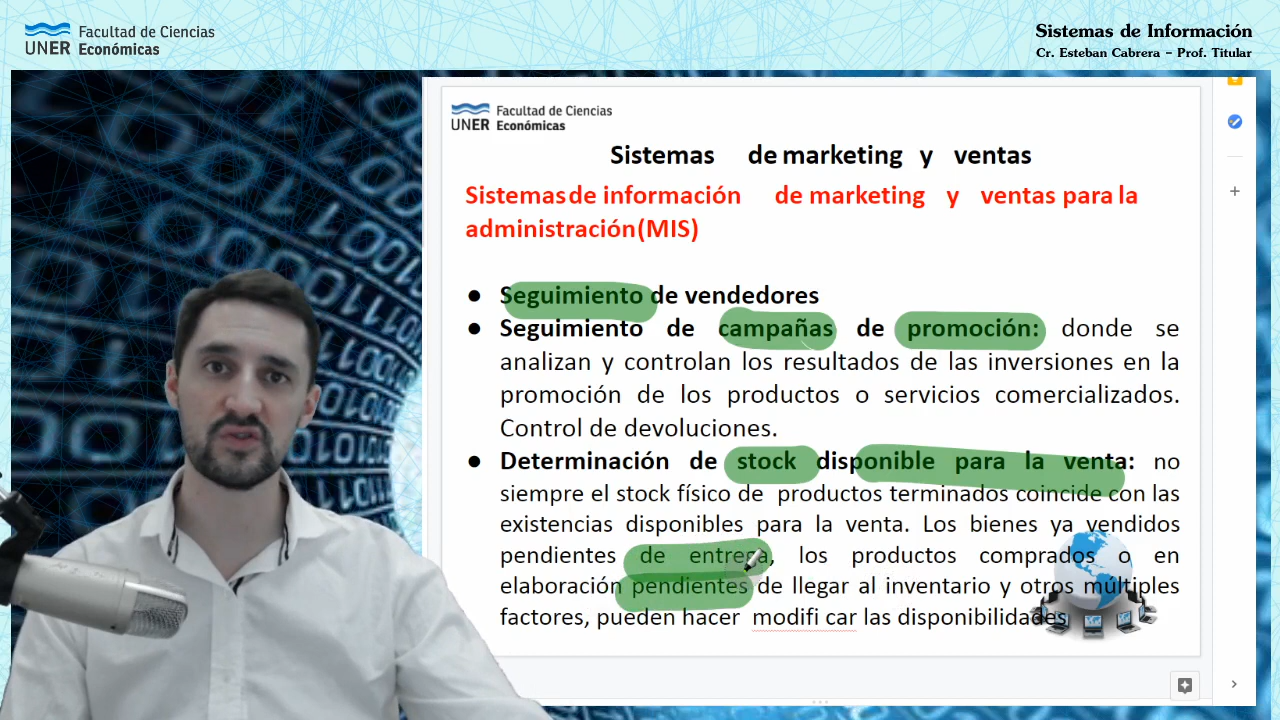 Facultad de Ciencias
UNER Económicas
Sistemas de Información
Cr. Esteban Cabrera - Prof. Titular
Facultad de Ciencias
UNER Económicas
Sistemas de marketing y ventas
Sistemas de información de marketing y ventas para la
administración (MIS)
● Seguimiento de vendedores
● Seguimiento de campañas de promoción: donde se
analizan y controlan los resultados de las inversiones en la
promoción de los productos o servicios comercializados.
Control de devoluciones.
● Determinación de stock disponible para la venta: no
siempre el stock físico de productos terminados coincide con las
existencias disponibles para la venta. Los bienes ya vendidos
pendientes de entrega, los productos comprados o en
elaboración pendientes de llegar al inventario y otros múltiples
factores, pueden hacer modifi car las disponibilidades